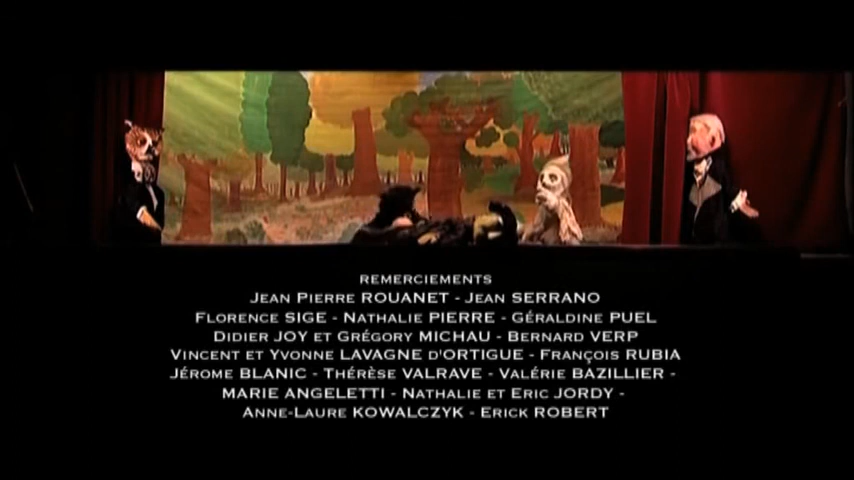 REMERCIEMENTS
JEAN PIERRE ROUANET - JEAN SERRANO
FLORENCE SIGE - NATHALIE PIERRE - GÉRALDINE PUEL
DIDIER JOY ET GRÉGORY MICHAU - BERNARD VERP
VINCENT ET YVONNE LAVAGNE D'ORTIGUE - FRANÇOIS RUBIA
JÉROME BLANIC - THÉRÈSE VALRAVE - VALÉRIE BAZILLIER -
MARIE ANGELETTI - NATHALIE ET ERIC JORDY -
ANNE-LAURE KOWALCZYK - ERICK ROBERT